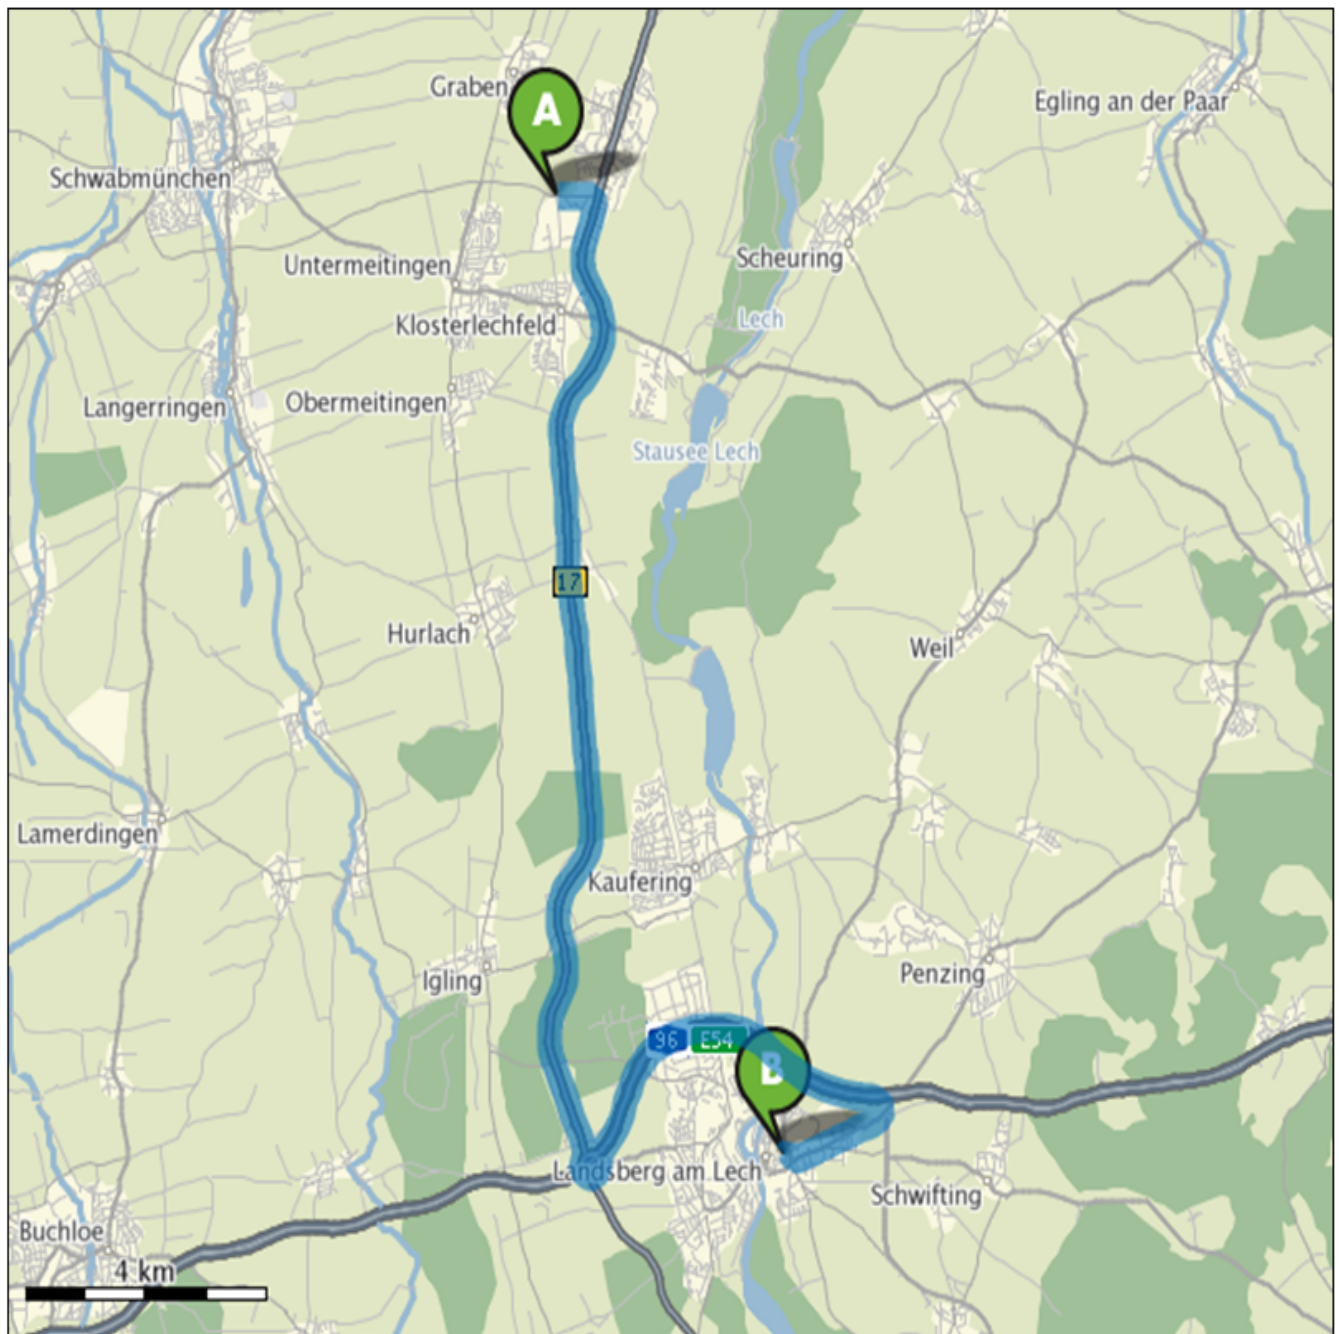 Graben
A
Egling an der Paar
Schwabmünchen
Scheuring
Untermeitingen
Lech
Klosterlechfeld
Obermeitingen
Langerringen
Stausee Lech
17
Hurlach
Weil
Lamerdingen
Kaufering
Penzing
Igling
96
E54
B
Landsberg am Lech
Schwifting
Buchloe
4 km